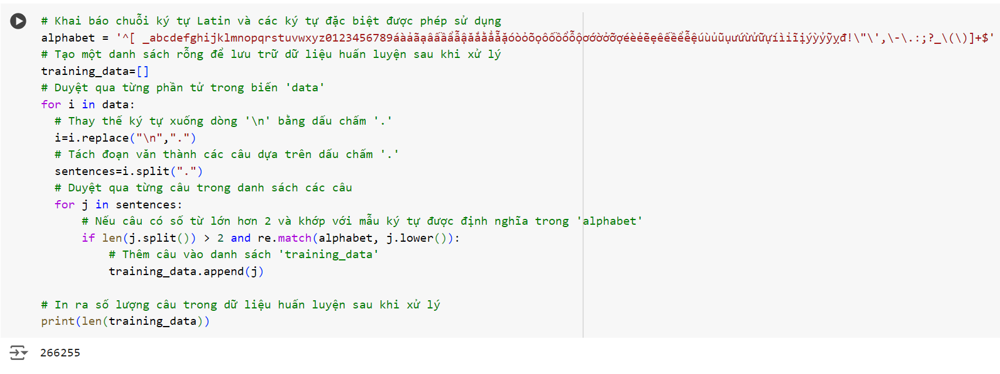 # Khai báo chuỗi ký tự Latin và các ký tự đặc biệt được phép sử dụng
alphabet = '^[ _abcdefghijklmnopqrstuvwxyz0123456789áàảãạâấầẩẫậăắằẳẵặóòỏõọôốồổỗộơớờởỡợéèẻẽẹêếềểễệúùủũụưứừửữựíìỉĩịýỳỷỹỵđ!\"\',\-\.:;?_\(\)]+$'
# Tạo một danh sách rỗng để lưu trữ dữ liệu huấn luyện sau khi xử lý
training_data=[]
# Duyệt qua từng phần tử trong biến 'data'
for i in data:
  # Thay thế ký tự xuống dòng '\n' bằng dấu chấm '.'
  i=i.replace("\n",".")
  # Tách đoạn văn thành các câu dựa trên dấu chấm '.'
  sentences=i.split(".")
  # Duyệt qua từng câu trong danh sách các câu
  for j in sentences:
      # Nếu câu có số từ lớn hơn 2 và khớp với mẫu ký tự được định nghĩa trong 'alphabet'
      if len(j.split()) > 2 and re.match(alphabet, j.lower()):
          # Thêm câu vào danh sách 'training_data'
          training_data.append(j)
# In ra số lượng câu trong dữ liệu huấn luyện sau khi xử lý
print(len(training_data))
266255